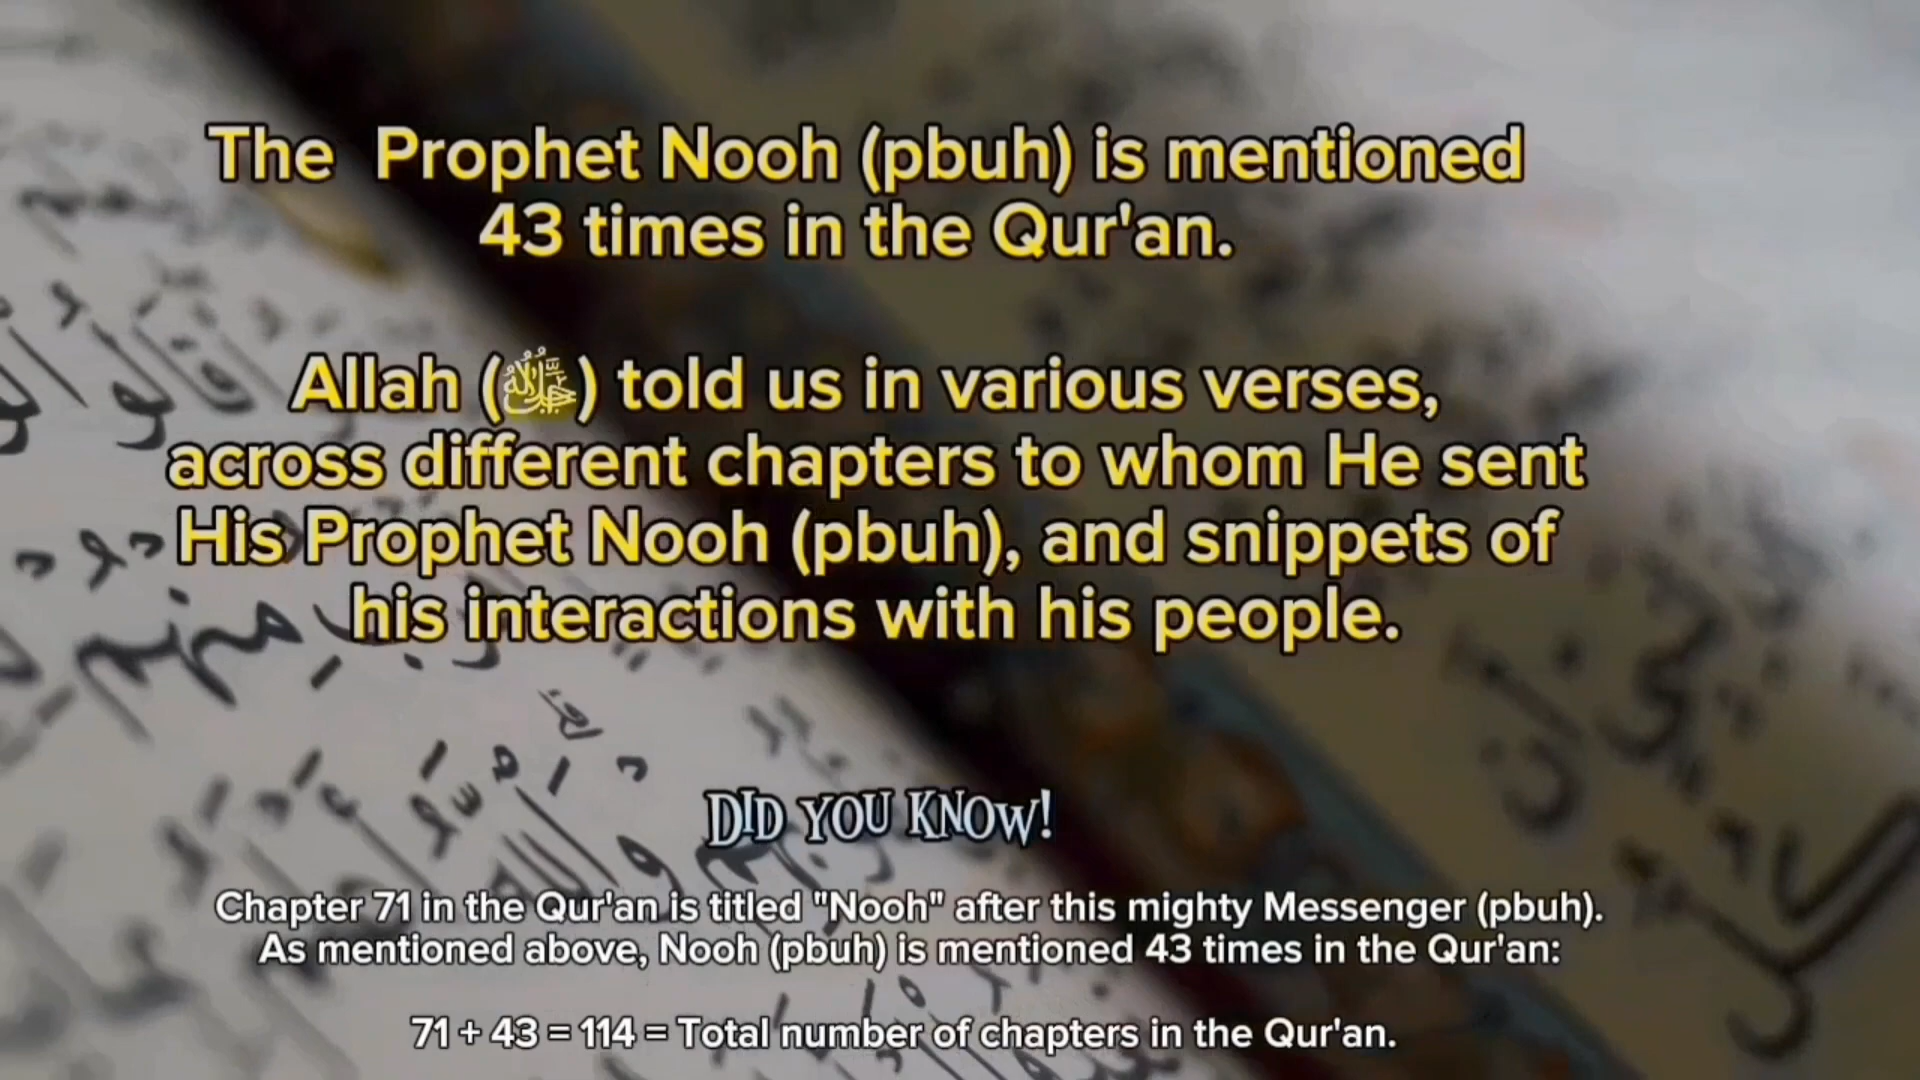 The Prophet Nooh (pbuh) is mentioned
43 times in the Qur'an.
Allah (ﷻ) told us in various verses,
across different chapters to whom He sent
His Prophet Nooh (pbuh), and snippets of
his interactions with his people.
DID YOU KNOW!
Chapter 71 in the Qur'an is titled "Nooh" after this mighty Messenger (pbuh).
As mentioned above, Nooh (pbuh) is mentioned 43 times in the Qur'an:
71 + 43 = 114 = Total number of chapters in the Qur'an.